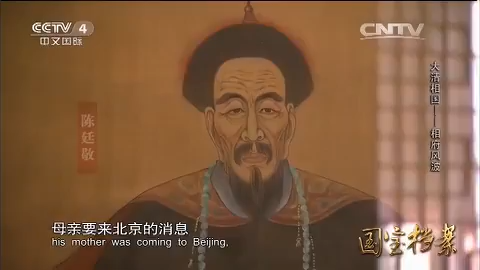 CCTV 4
中文国际
CNTV
大清相国——相府风波
陈廷敬
母亲要来北京的消息
his mother was coming to Beijing,
国宝档案